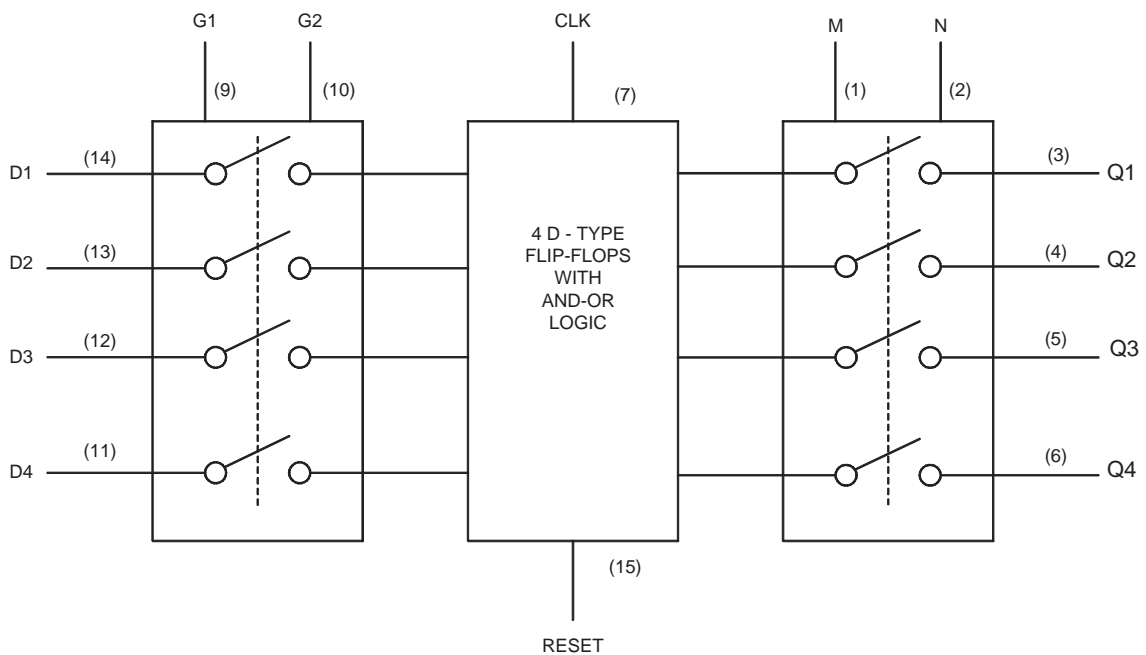 G1
G2
CLK
M
N
(9)
(10)
(7)
(1)
(2)
D1
(14)
(3)
Q1
D2
(13)
(4)
Q2
4 D - TYPE
FLIP-FLOPS
WITH
AND-OR
LOGIC
D3
(12)
(5)
Q3
D4
(11)
(6)
Q4
(15)
RESET